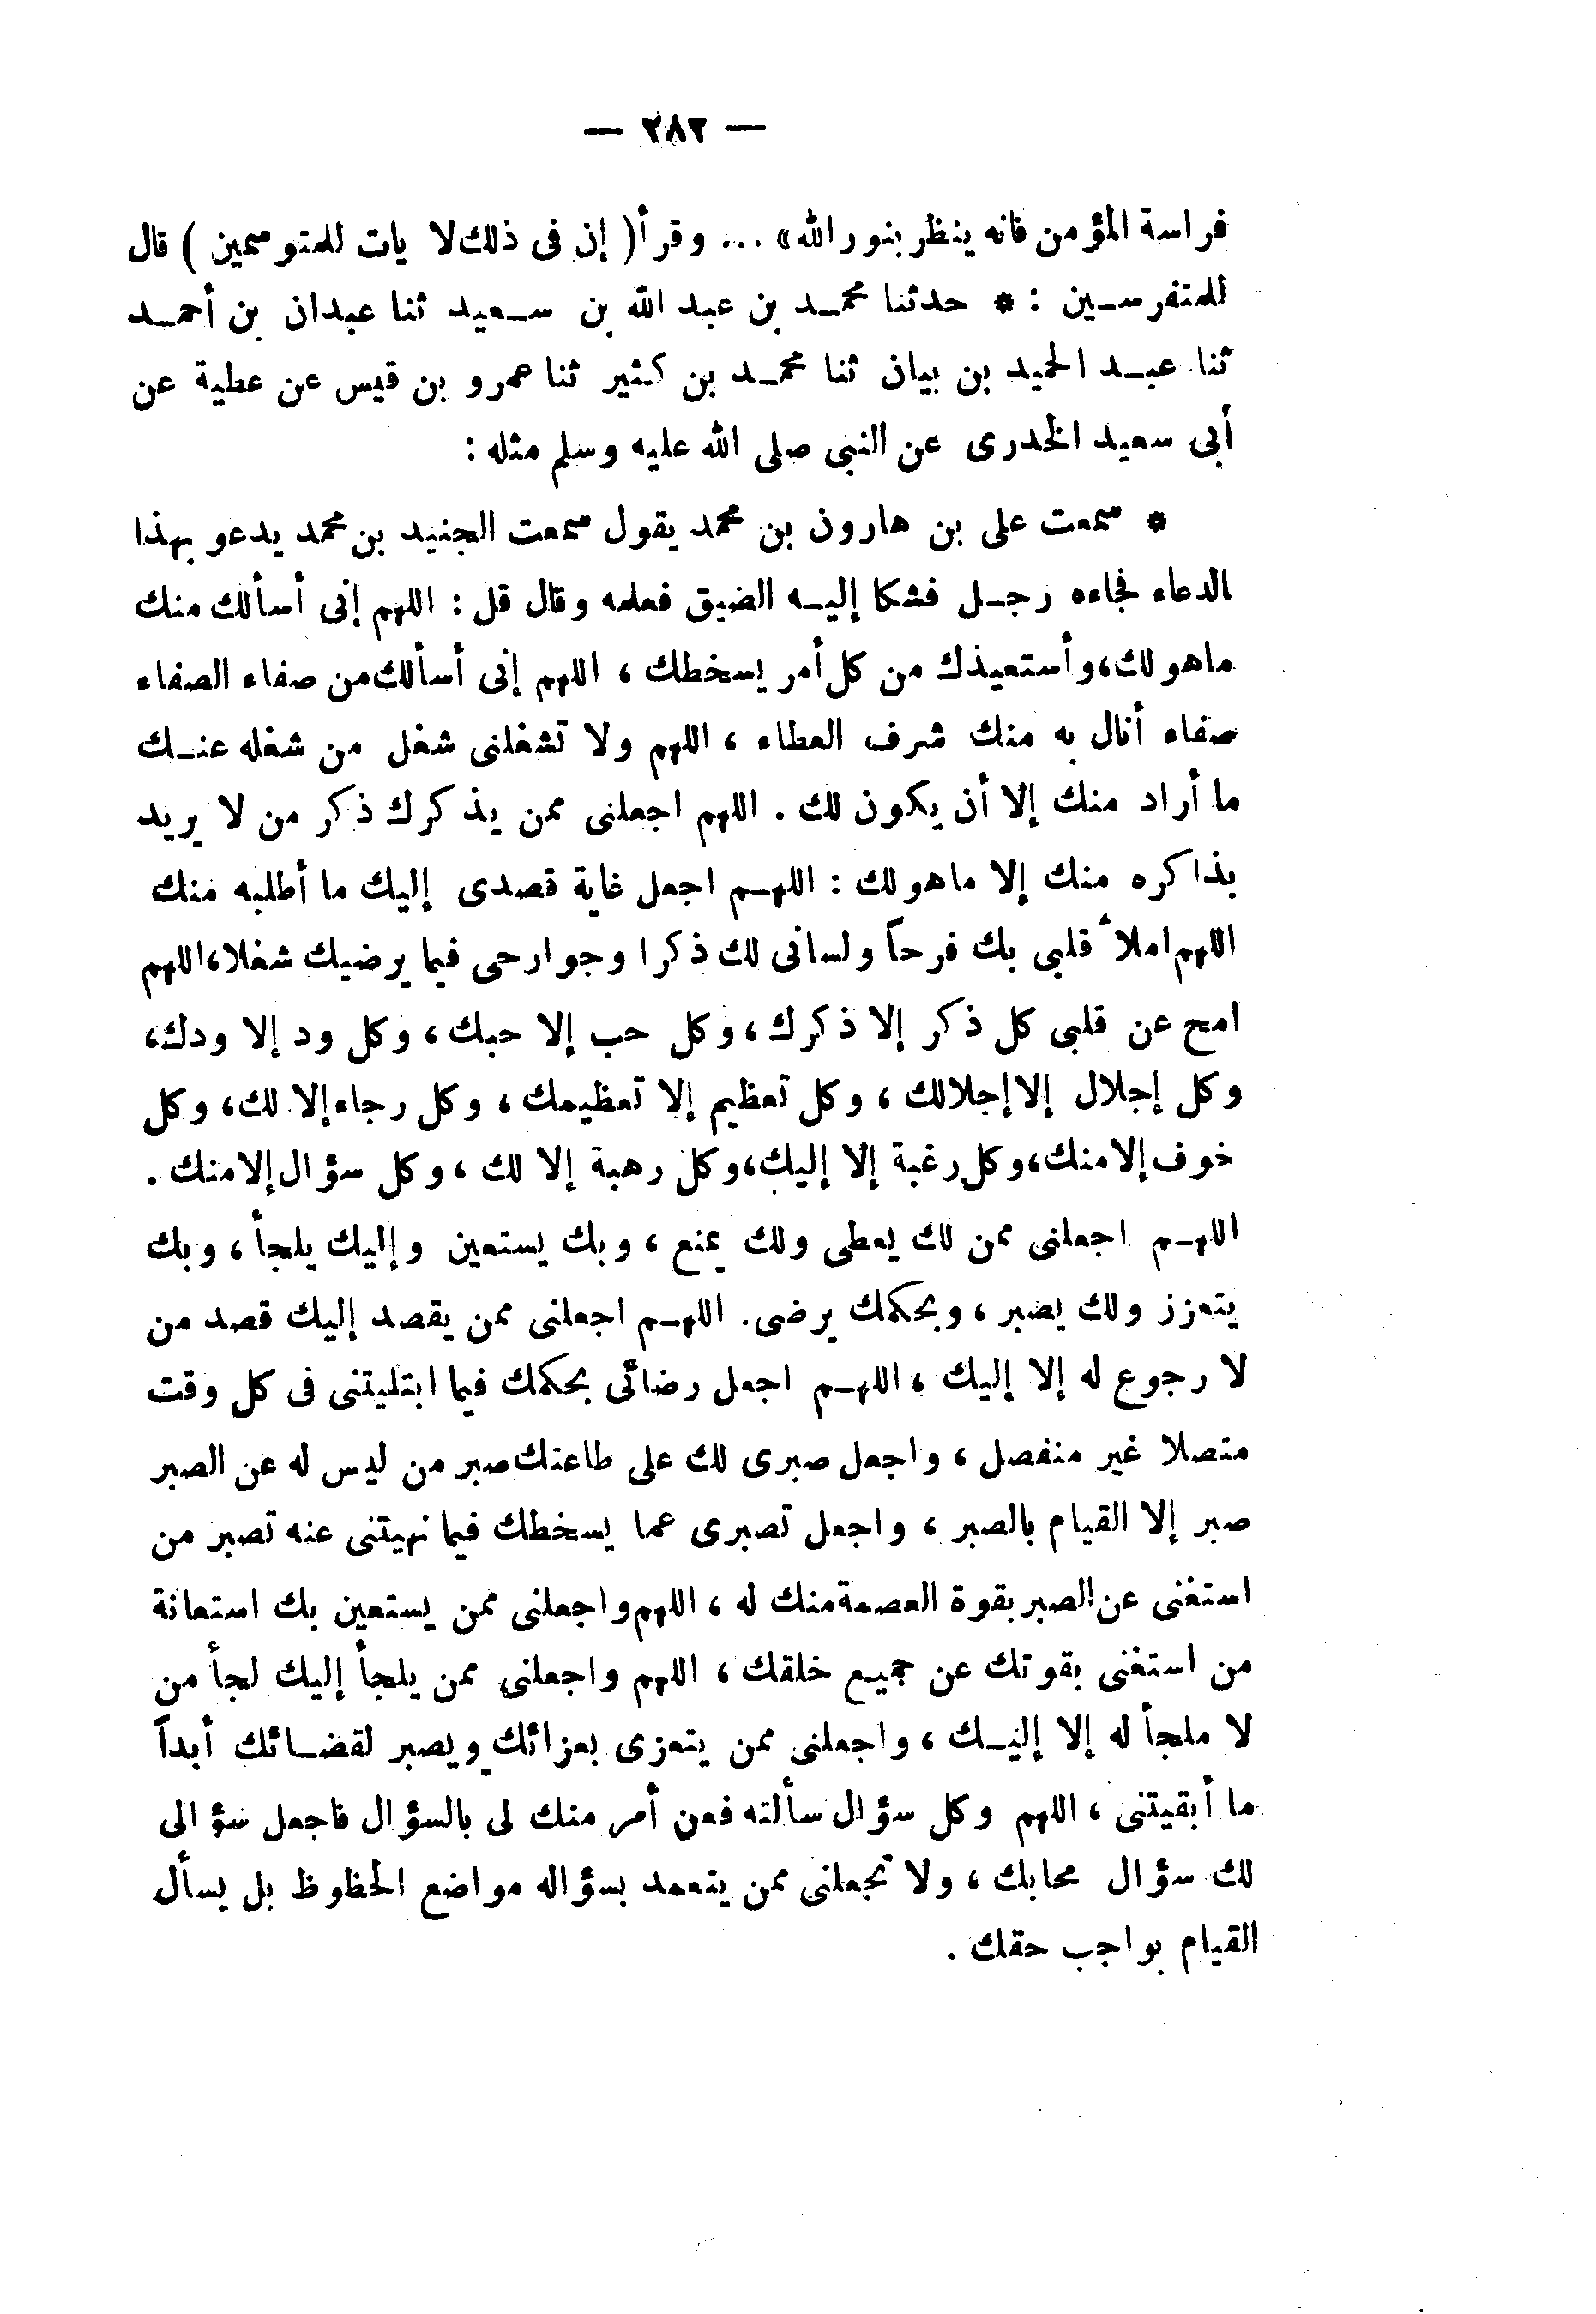 — ٢٨٢ —
فراسة المؤمن فانه ينظر بنور الله» ... وقرأ ( إن فى ذلك لا يات للمتوسمين ) قال
للمتفرسين : * حدثنا محمد بن عبد الله بن سعيد ثنا عبدان بن أحمد
ثنا عبد الحميد بن بيان ثنا محمد بن كثير ثنا عمرو بن قيس عن عطية عن
أبى سعيد الخدرى عن النبى صلى الله عليه وسلم مثله :
* سمعت على بن هارون بن محمد يقول سمعت الجنيد بن محمد يدعو بهذا
الدعاء فجاءه رجل فشكا إليه الضيق فعلمه وقال قل : اللهم إنى أسألك منك
ماهو لك، وأستعيذك من كل أمر يسخطك ، اللهم إنى أسألك من صفاء الصفاء
صفاء أنال به منك شرف العطاء ، اللهم ولا تشغلنى شغل من شغله عنك
ما أراد منك إلا أن يكون لك . اللهم اجعلنى ممن يذكرك ذكر من لا يريد
بذاكره منك إلا ماهو لك : اللهم اجعل غاية قصدى إليك ما أطلبه منك
اللهم املأ قلبى بك فرحاً ولسانى لك ذكرا وجوارحى فيما يرضيك شغلا، اللهم
امح عن قلبى كل ذكر إلا ذكرك ، وكل حب إلا حبك ، وكل ود إلا ودك،
وكل إجلال إلا إجلالك ، وكل تعظيم إلا تعظيمك ، وكل رجاء إلا لك، وكل
خوف إلا منك، وكل رغبة إلا إليك، وكل رهبة إلا لك ، وكل سؤال إلا منك .
اللهم اجعلنى ممن لك يعطى ولك يمنع ، وبك يستعين وإليك يلجأ ، وبك
يتعزز ولك يصبر ، وبحكمك يرضى. اللهم اجعلنى ممن يقصد إليك قصد من
لا رجوع له إلا إليك ، اللهم اجعل رضائى بحكمك فيما ابتليتنى فى كل وقت
متصلا غير منفصل ، واجعل صبرى لك على طاعتك صبر من ليس له عن الصبر
صبر إلا القيام بالصبر ، واجعل تصبرى عما يسخطك فيما نهيتنى عنه تصبر من
استغنى عن الصبر بقوة العصمة منك له ، اللهم واجعلنى ممن يستعين بك استعانة
من استغنى بقوتك عن جميع خلقك ، اللهم واجعلنى ممن يلجأ إليك لجأ من
لا ملجأ له إلا إليك ، واجعلنى ممن يتعزى بعزائك ويصبر لقضائك أبداً
ما أبقيتنى ، اللهم وكل سؤال سألته فعن أمر منك لى بالسؤال فاجعل سؤالى
لك سؤال محابك ، ولا تجعلنى ممن يتعمد بسؤاله مواضع الحظوظ بل يسأل
القيام بواجب حقك .